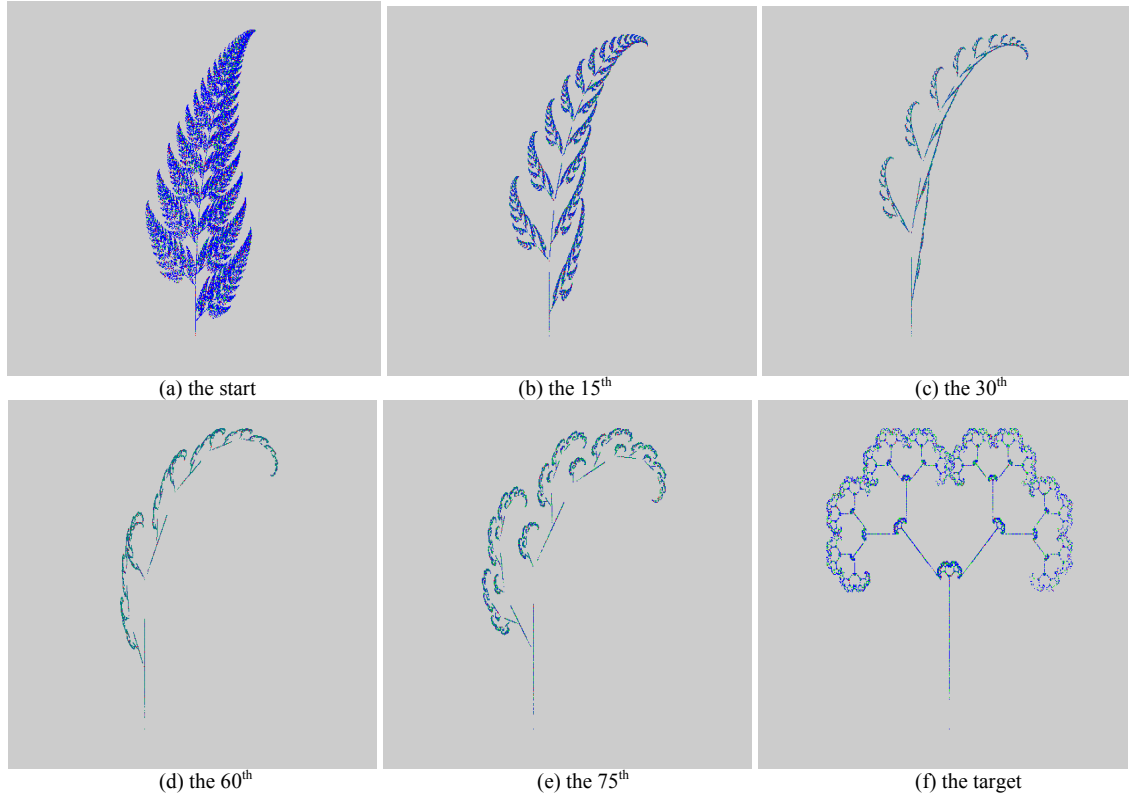 (a) the start
(b) the 15th
(c) the 30th
(d) the 60th
(e) the 75th
(f) the target